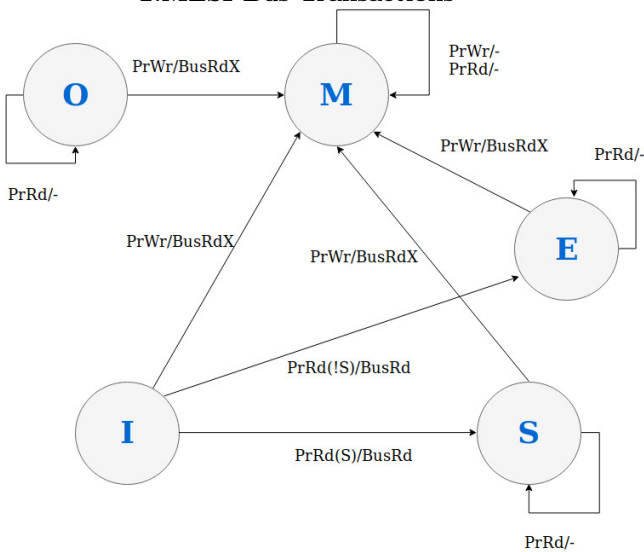 PrWr/-
PrRd/-
PrWr/BusRdX
O
M
PrWr/BusRdX
PrRd/-
PrRd/-
PrWr/BusRdX
PrWr/BusRdX
E
PrRd(!S)/BusRd
I
S
PrRd(S)/BusRd
PrRd/-